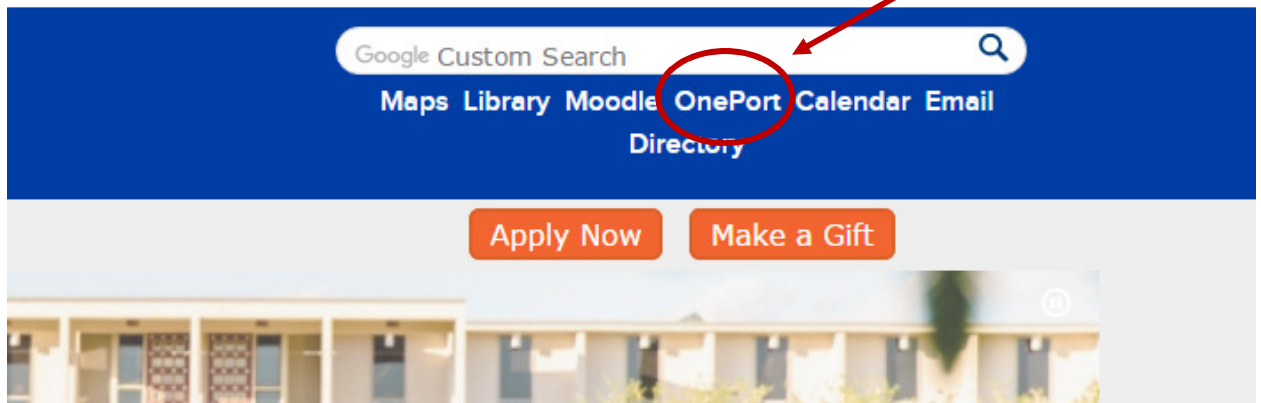 Google Custom Search
Maps Library Moodle OnePort Calendar Email
Directory
Apply Now Make a Gift